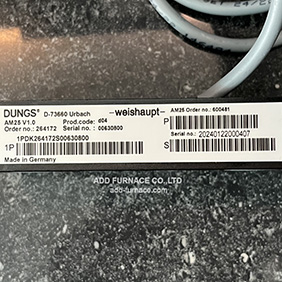 DUNGS® D-73660 Urbach -weishaupt- AM25 Order no.: 600481
AM25 V1.0 Prod.code: d04
Order no.: 264172 Serial no.: 00630800
P
Serial no.: 20240122000407
1PDK264172S00630800
1P
S
Made in Germany
ADD FURNACE CO.,LTD
add-furnace.com